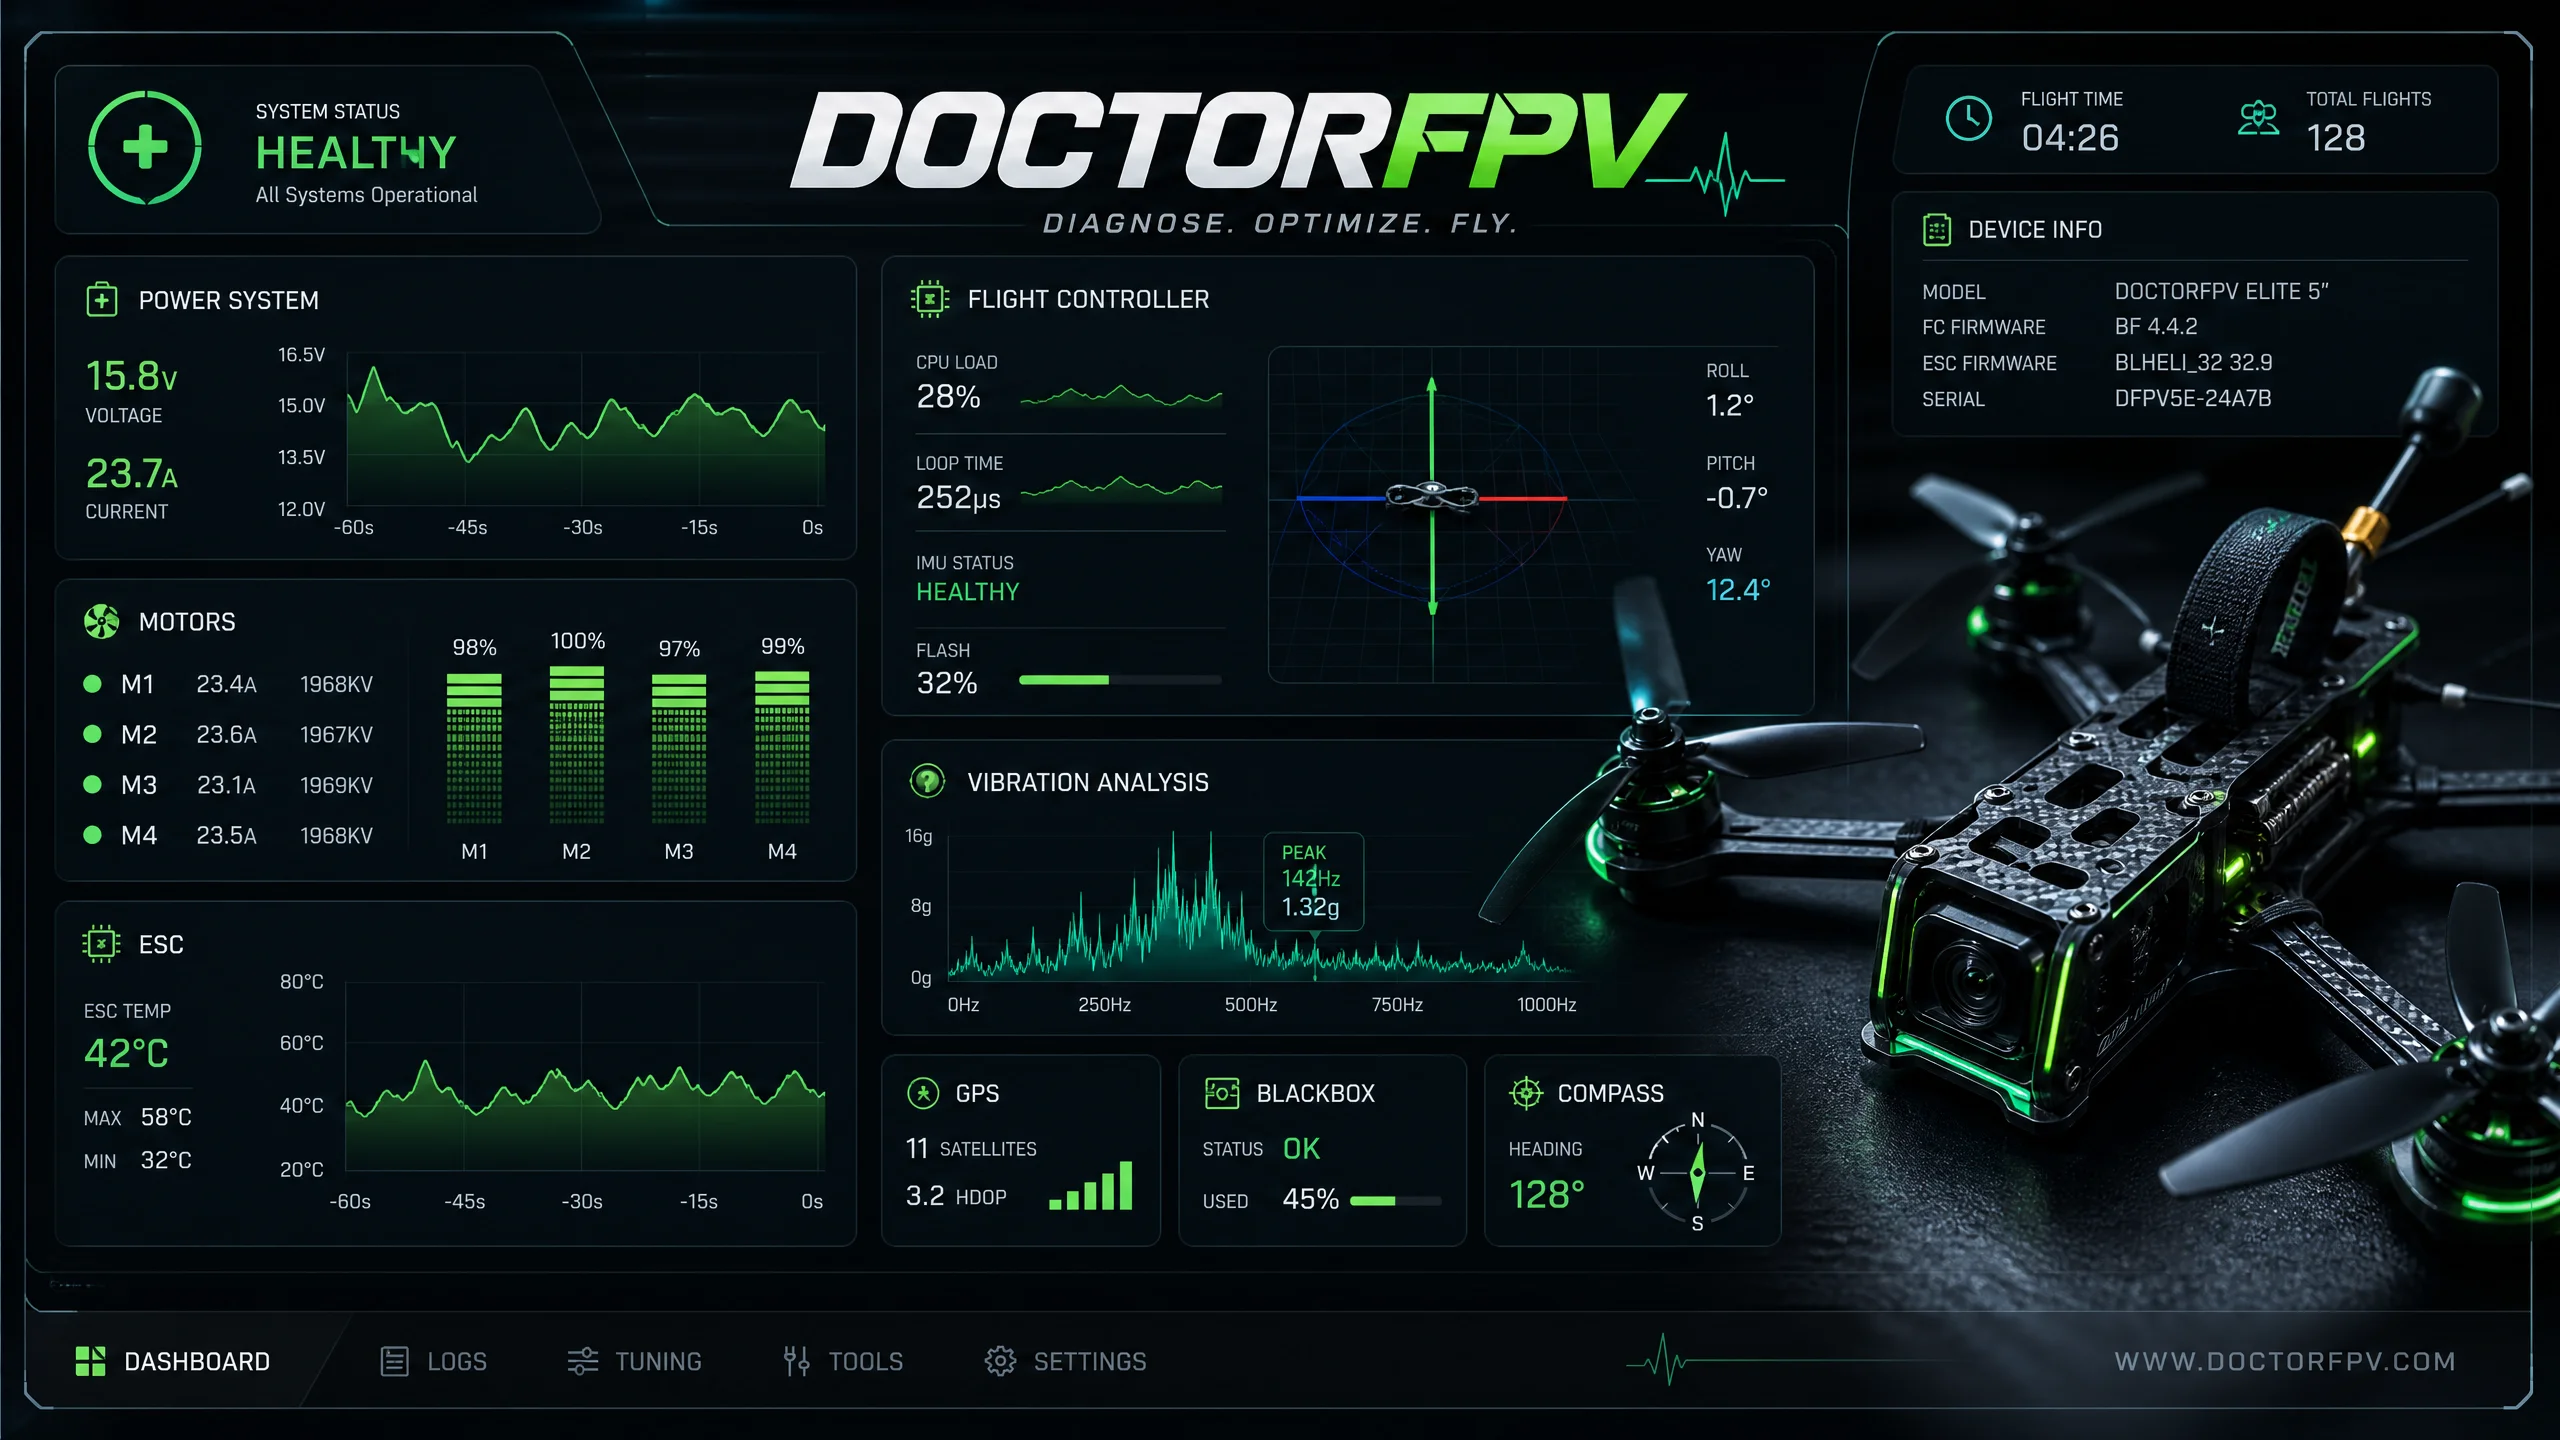 SYSTEM STATUS
HEALTHY
All Systems Operational
DOCTORFPV
DIAGNOSE. OPTIMIZE. FLY.
FLIGHT TIME
04:26
TOTAL FLIGHTS
128
DEVICE INFO
MODEL DOCTORFPV ELITE 5"
FC FIRMWARE BF 4.4.2
ESC FIRMWARE BLHELI_32 32.9
SERIAL DFPV5E-24A7B
POWER SYSTEM
15.8V
VOLTAGE
23.7A
CURRENT
16.5V
15.0V
13.5V
12.0V
-60s -45s -30s -15s 0s
MOTORS
M1 23.4A 1968KV
M2 23.6A 1967KV
M3 23.1A 1969KV
M4 23.5A 1968KV
98% 100% 97% 99%
M1 M2 M3 M4
ESC
ESC TEMP
42°C
MAX 58°C
MIN 32°C
80°C
60°C
40°C
20°C
-60s -45s -30s -15s 0s
FLIGHT CONTROLLER
CPU LOAD
28%
LOOP TIME
252µs
IMU STATUS
HEALTHY
FLASH
32%
ROLL
1.2°
PITCH
-0.7°
YAW
12.4°
VIBRATION ANALYSIS
16g
8g
0g
PEAK
142Hz
1.32g
0Hz 250Hz 500Hz 750Hz 1000Hz
GPS
11 SATELLITES
3.2 HDOP
BLACKBOX
STATUS OK
USED 45%
COMPASS
HEADING
128°
N
W E
S
DASHBOARD LOGS TUNING TOOLS SETTINGS
WWW.DOCTORFPV.COM